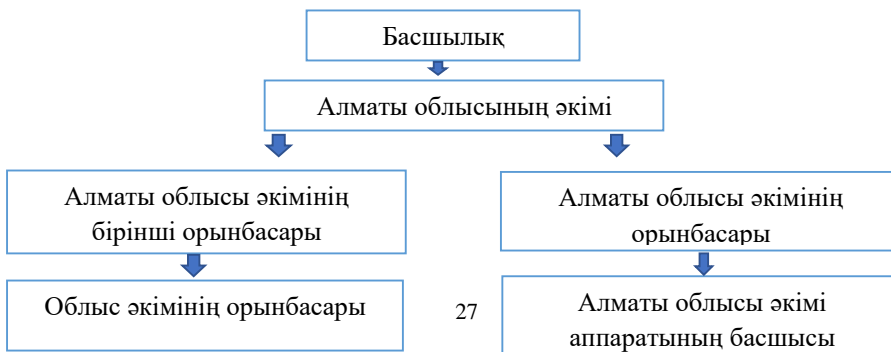 Басшылық
Алматы облысының әкімі
Алматы облысы әкімінің
бірінші орынбасары
Алматы облысы әкімінің
орынбасары
Облыс әкімінің орынбасары
27
Алматы облысы әкімі
аппаратының басшысы